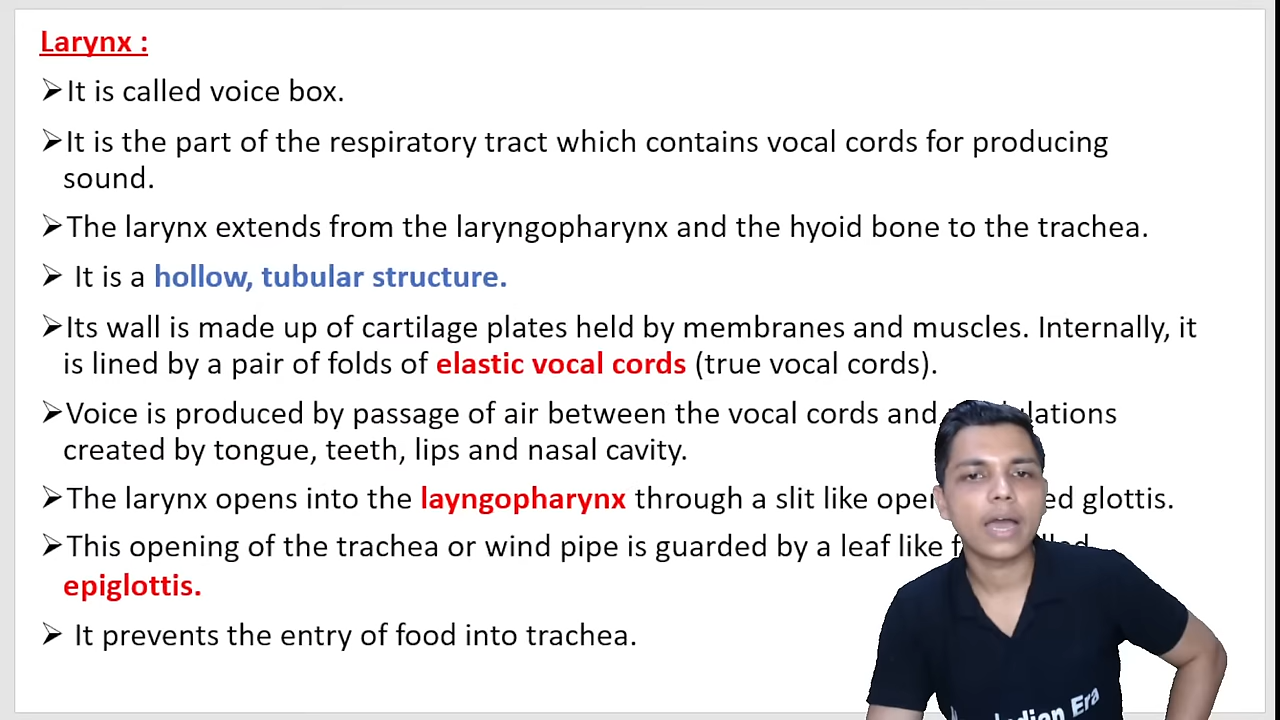 Larynx :
➢It is called voice box.
➢It is the part of the respiratory tract which contains vocal cords for producing
sound.
➢The larynx extends from the laryngopharynx and the hyoid bone to the trachea.
➢ It is a hollow, tubular structure.
➢Its wall is made up of cartilage plates held by membranes and muscles. Internally, it
is lined by a pair of folds of elastic vocal cords (true vocal cords).
➢Voice is produced by passage of air between the vocal cords and
created by tongue, teeth, lips and nasal cavity.
➢The larynx opens into the layngopharynx through a slit like glottis.
➢This opening of the trachea or wind pipe is guarded by a leaf like
epiglottis.
➢ It prevents the entry of food into trachea.
Era